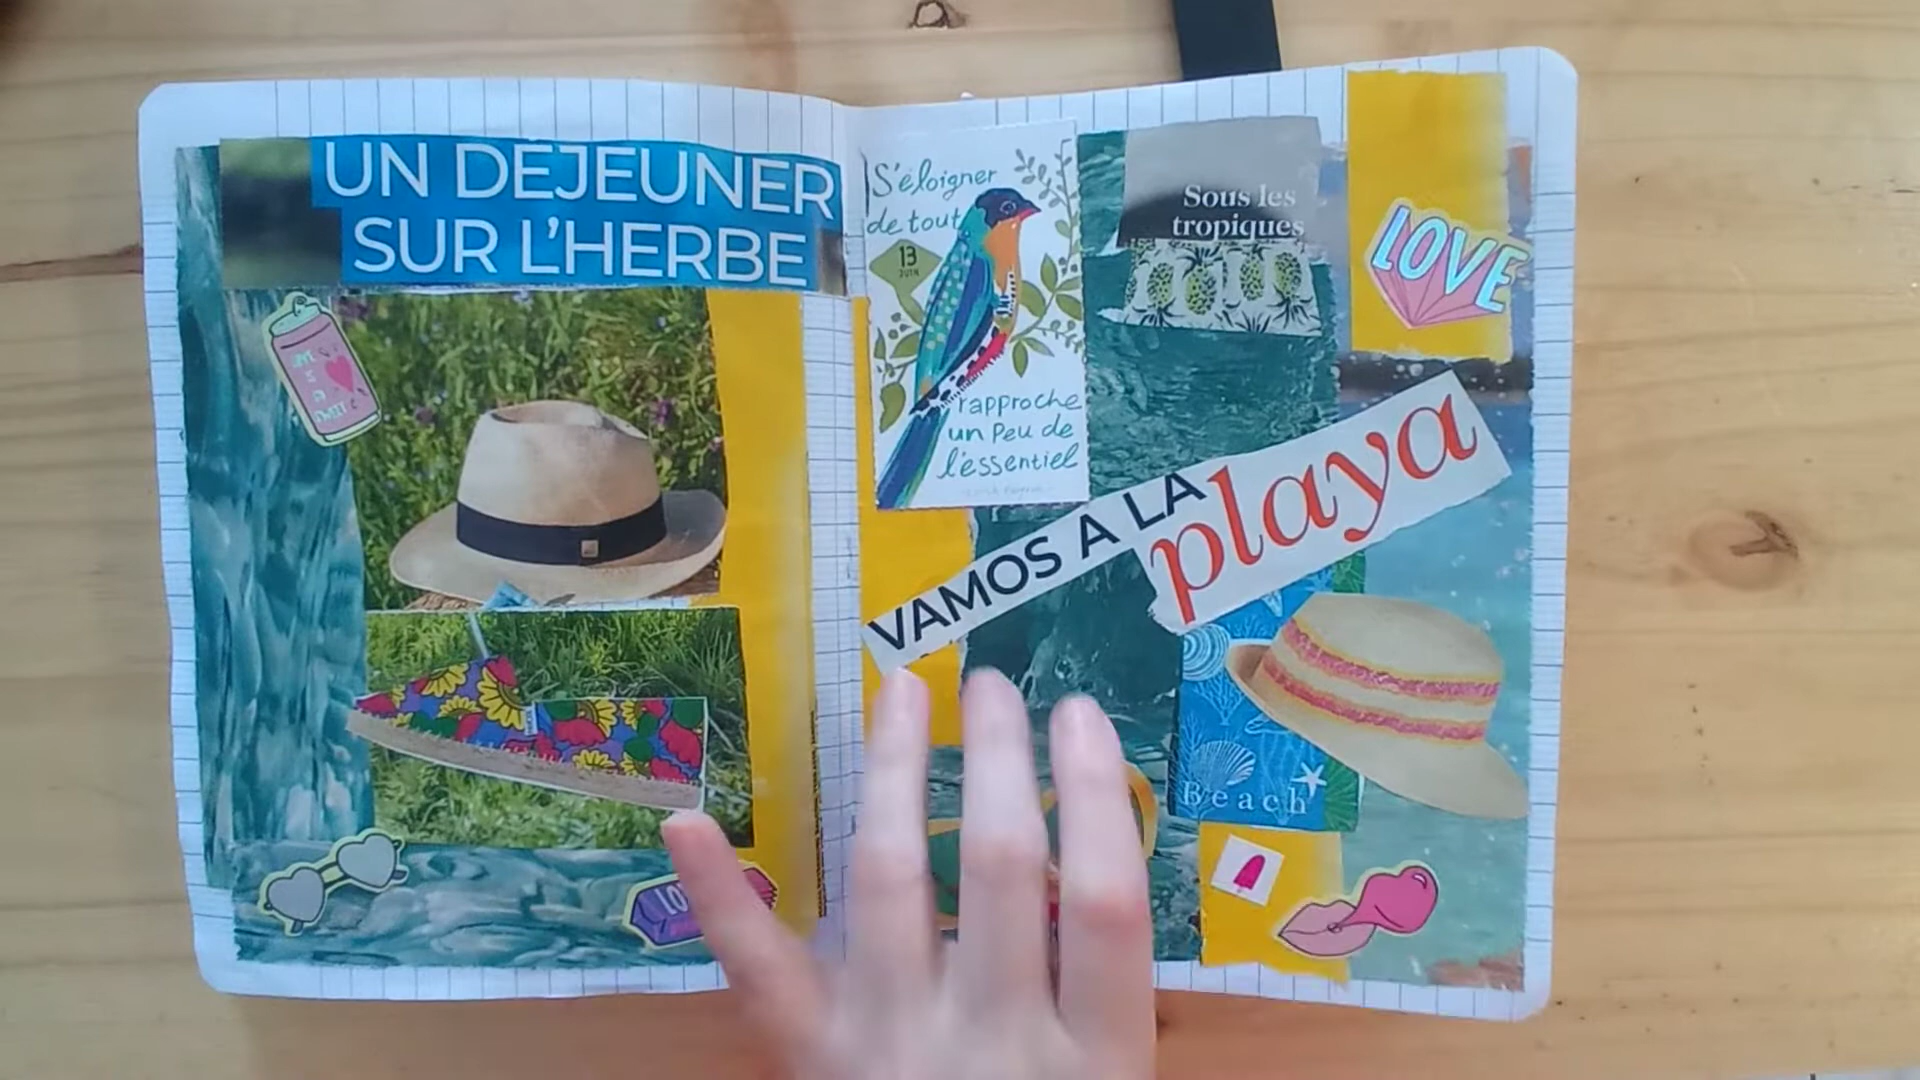 UN DEJEUNER
SUR L'HERBE
LOVE
S'éloigner
de tout
13
JUIN
rapproche
un peu de
l'essentiel
Sous les
tropiques
LOVE
VAMOS A LA
playa
Beach